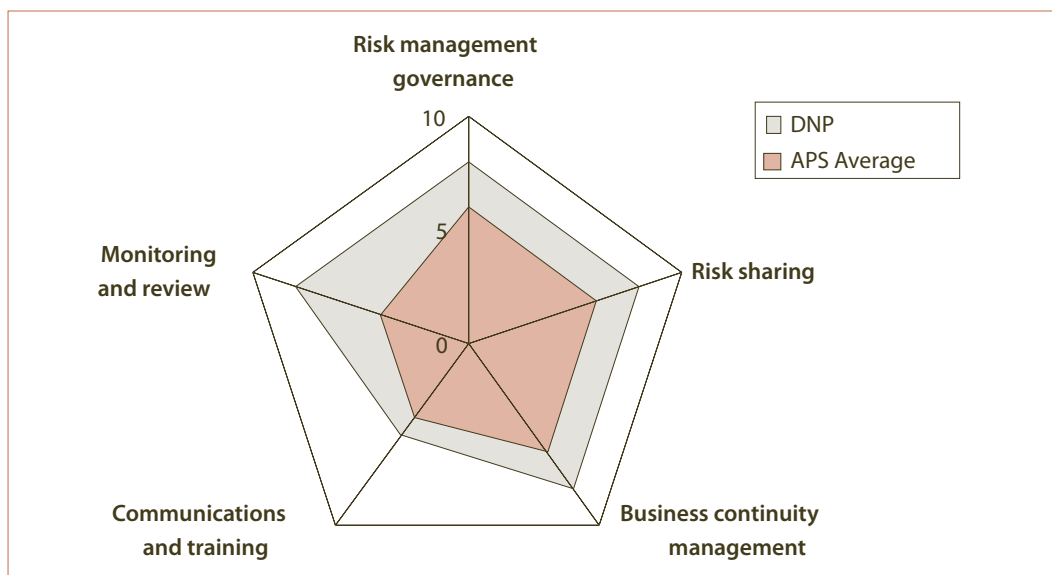 Risk management
governance
10
DNP
APS Average
5
Monitoring
and review
Risk sharing
0
Communications
and training
Business continuity
management